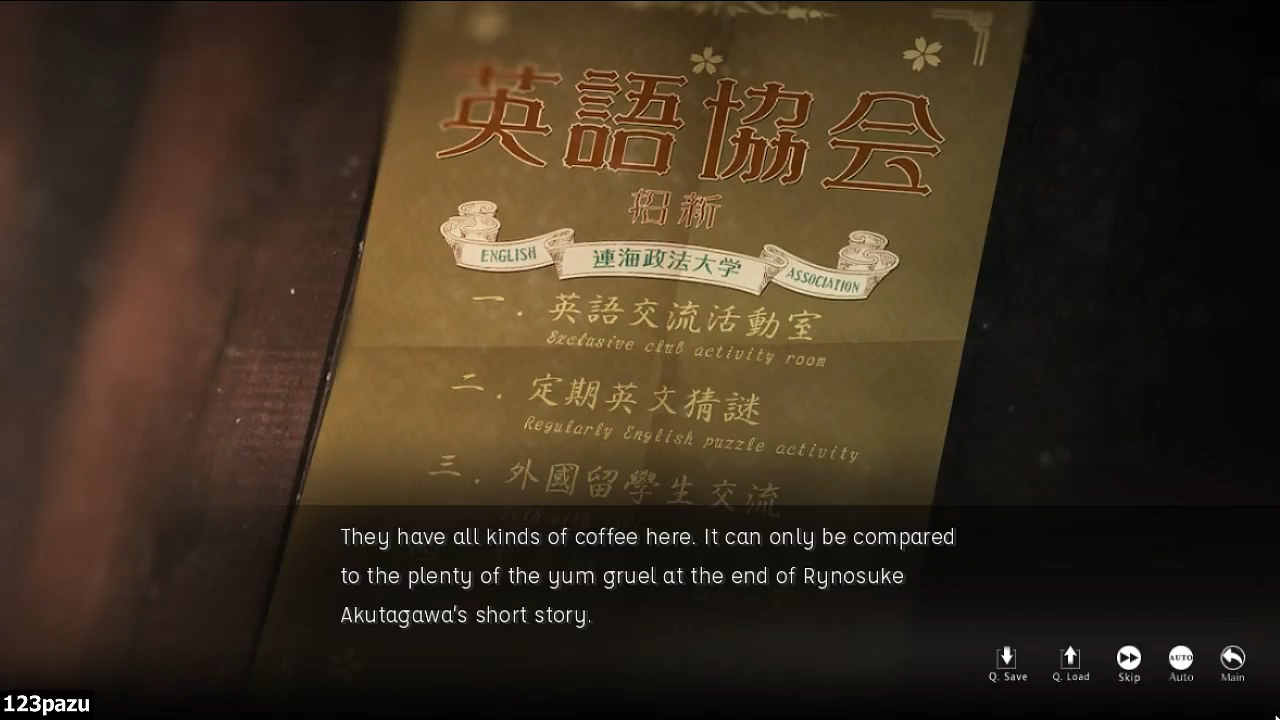 英語協会
招新
ENGLISH 連海政法大学 ASSOCIATION
一．英語交流活動室
Exclusive club activity room
二．定期英文猜謎
Regularly English puzzle activity
三．外國留學生交流
They have all kinds of coffee here. It can only be compared
to the plenty of the yum gruel at the end of Rynosuke
Akutagawa's short story.
Q. Save Q. Load Skip AUTO Auto Main
123pazu